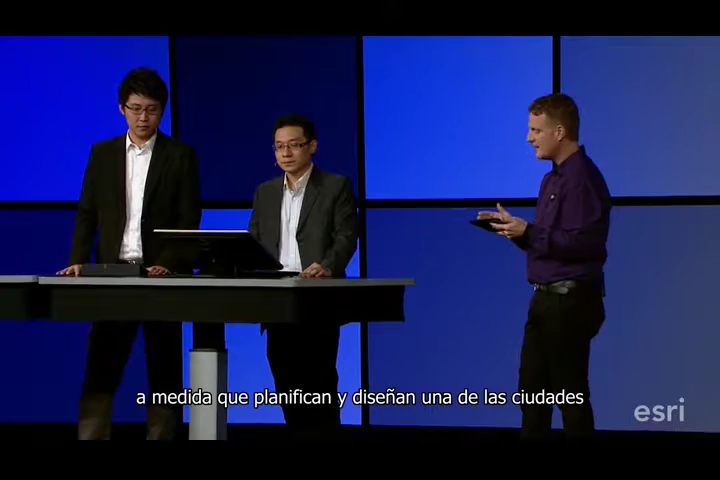 a medida que planifican y diseñan una de las ciudades
esri